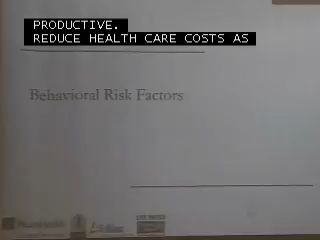 PRODUCTIVE.
REDUCE HEALTH CARE COSTS AS
Behavioral Risk Factors